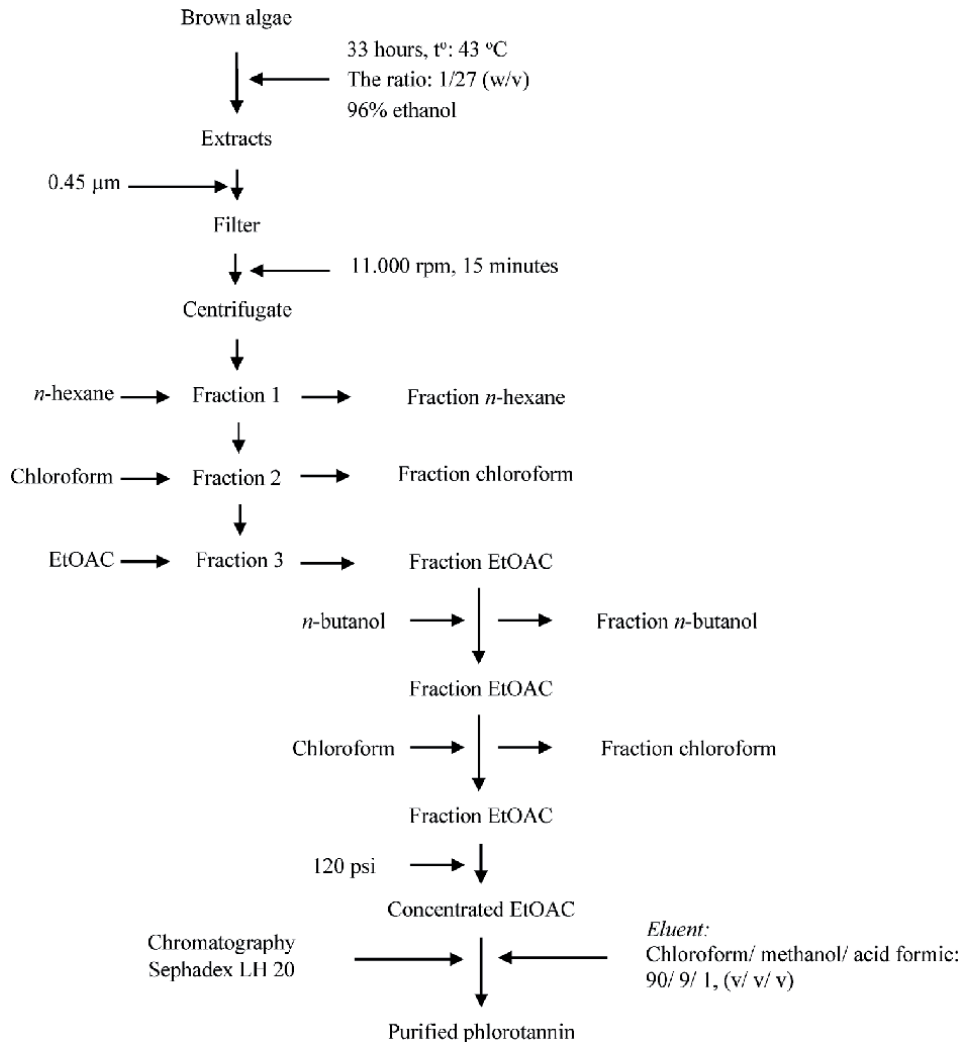 Brown algae
33 hours, tº: 43 ºC
The ratio: 1/27 (w/v)
96% ethanol
Extracts
0.45 µm
Filter
11.000 rpm, 15 minutes
Centrifugate
n-hexane
Fraction 1
Fraction n-hexane
Chloroform
Fraction 2
Fraction chloroform
EtOAC
Fraction 3
Fraction EtOAC
n-butanol
Fraction n-butanol
Fraction EtOAC
Chloroform
Fraction chloroform
Fraction EtOAC
120 psi
Concentrated EtOAC
Chromatography
Sephadex LH 20
Eluent:
Chloroform/ methanol/ acid formic:
90/ 9/ 1, (v/ v/ v)
Purified phlorotannin